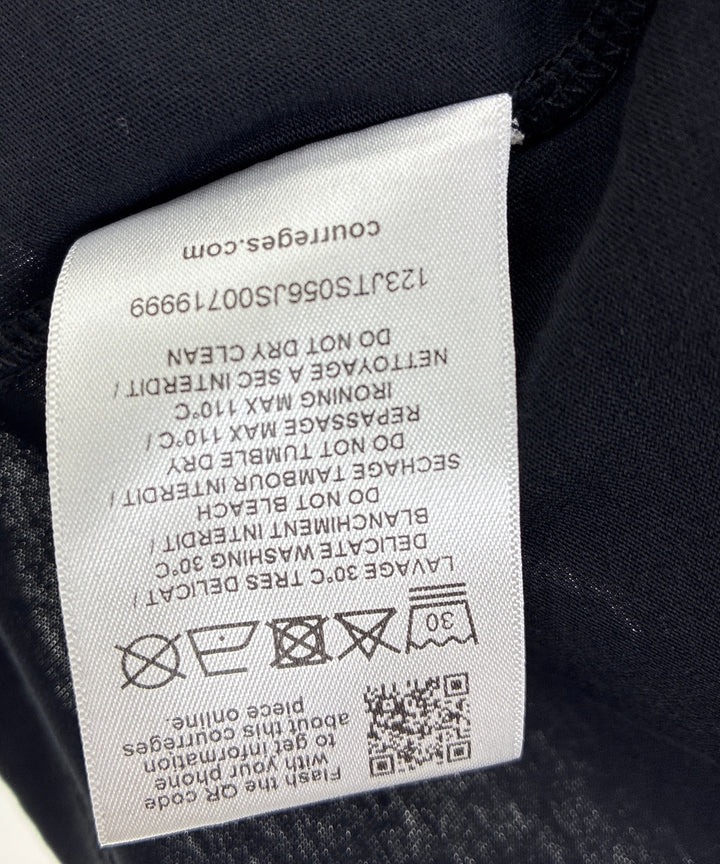 Flash the QR code
with your phone
to get information
about this courreges
piece online.
30
LAVAGE 30°C TRES DELICAT /
DELICATE WASHING 30°C
BLANCHIMENT INTERDIT /
DO NOT BLEACH
SECHAGE TAMBOUR INTERDIT /
DO NOT TUMBLE DRY
REPASSAGE MAX 110°C /
IRONING MAX 110°C
NETTOYAGE A SEC INTERDIT /
DO NOT DRY CLEAN
123JTS056JS00719999
courreges.com